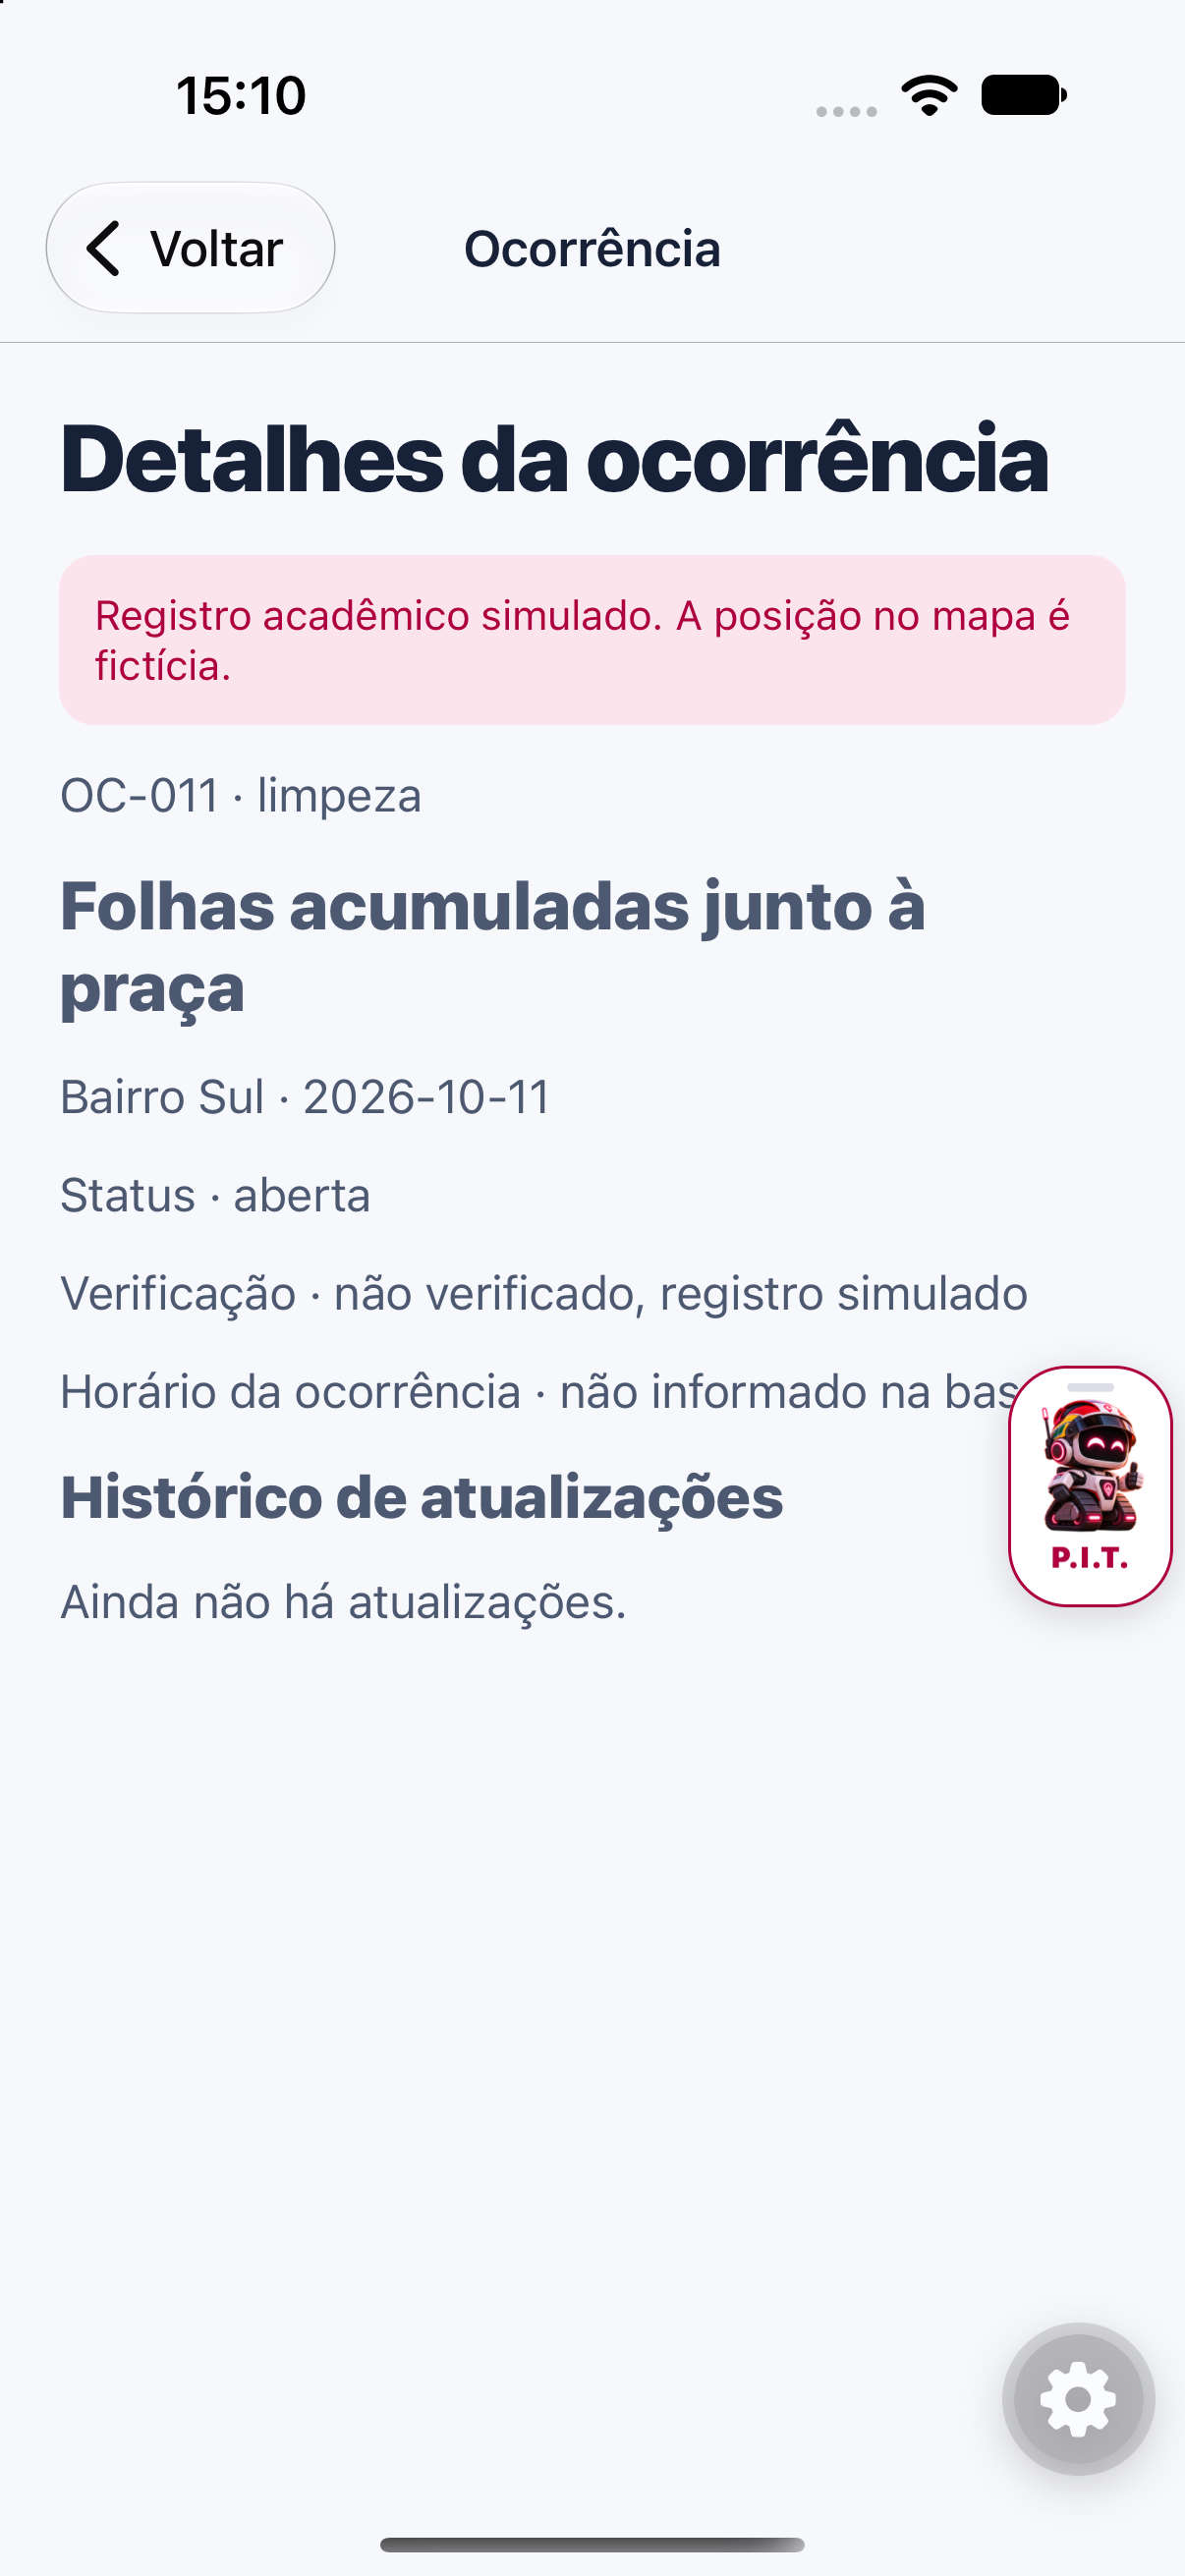 15:10
Voltar
Ocorrência
Detalhes da ocorrência
Registro acadêmico simulado. A posição no mapa é
fictícia.
OC-011 · limpeza
Folhas acumuladas junto à
praça
Bairro Sul · 2026-10-11
Status · aberta
Verificação · não verificado, registro simulado
Horário da ocorrência · não informado na bas
P.I.T.
Histórico de atualizações
Ainda não há atualizações.